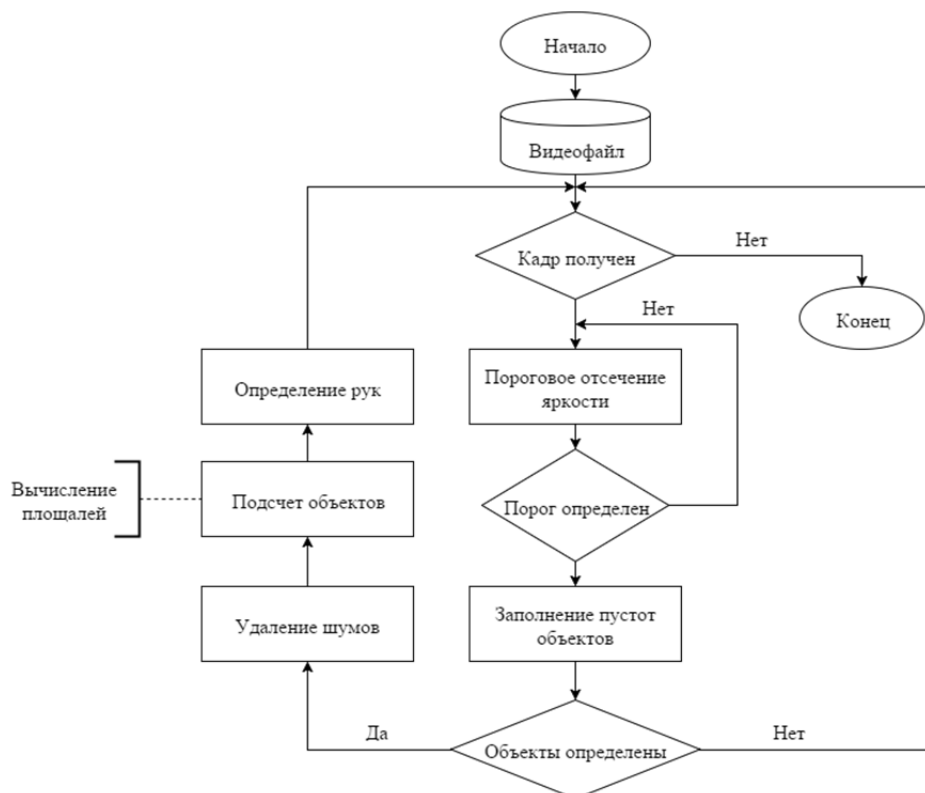 Начало
Видеофайл
Кадр получен
Нет
Конец
Нет
Пороговое отсечение
яркости
Порог определен
Заполнение пустот
объектов
Объекты определены
Да
Нет
Удаление шумов
Подсчет объектов
Вычисление
площалей
Определение рук